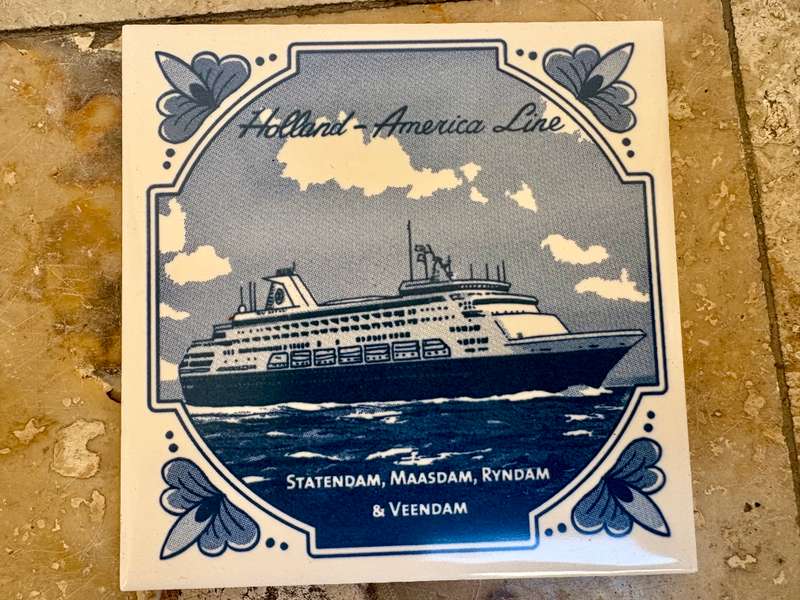 Holland - America Line
STATENDAM, MAASDAM, RYNDAM
& VEENDAM